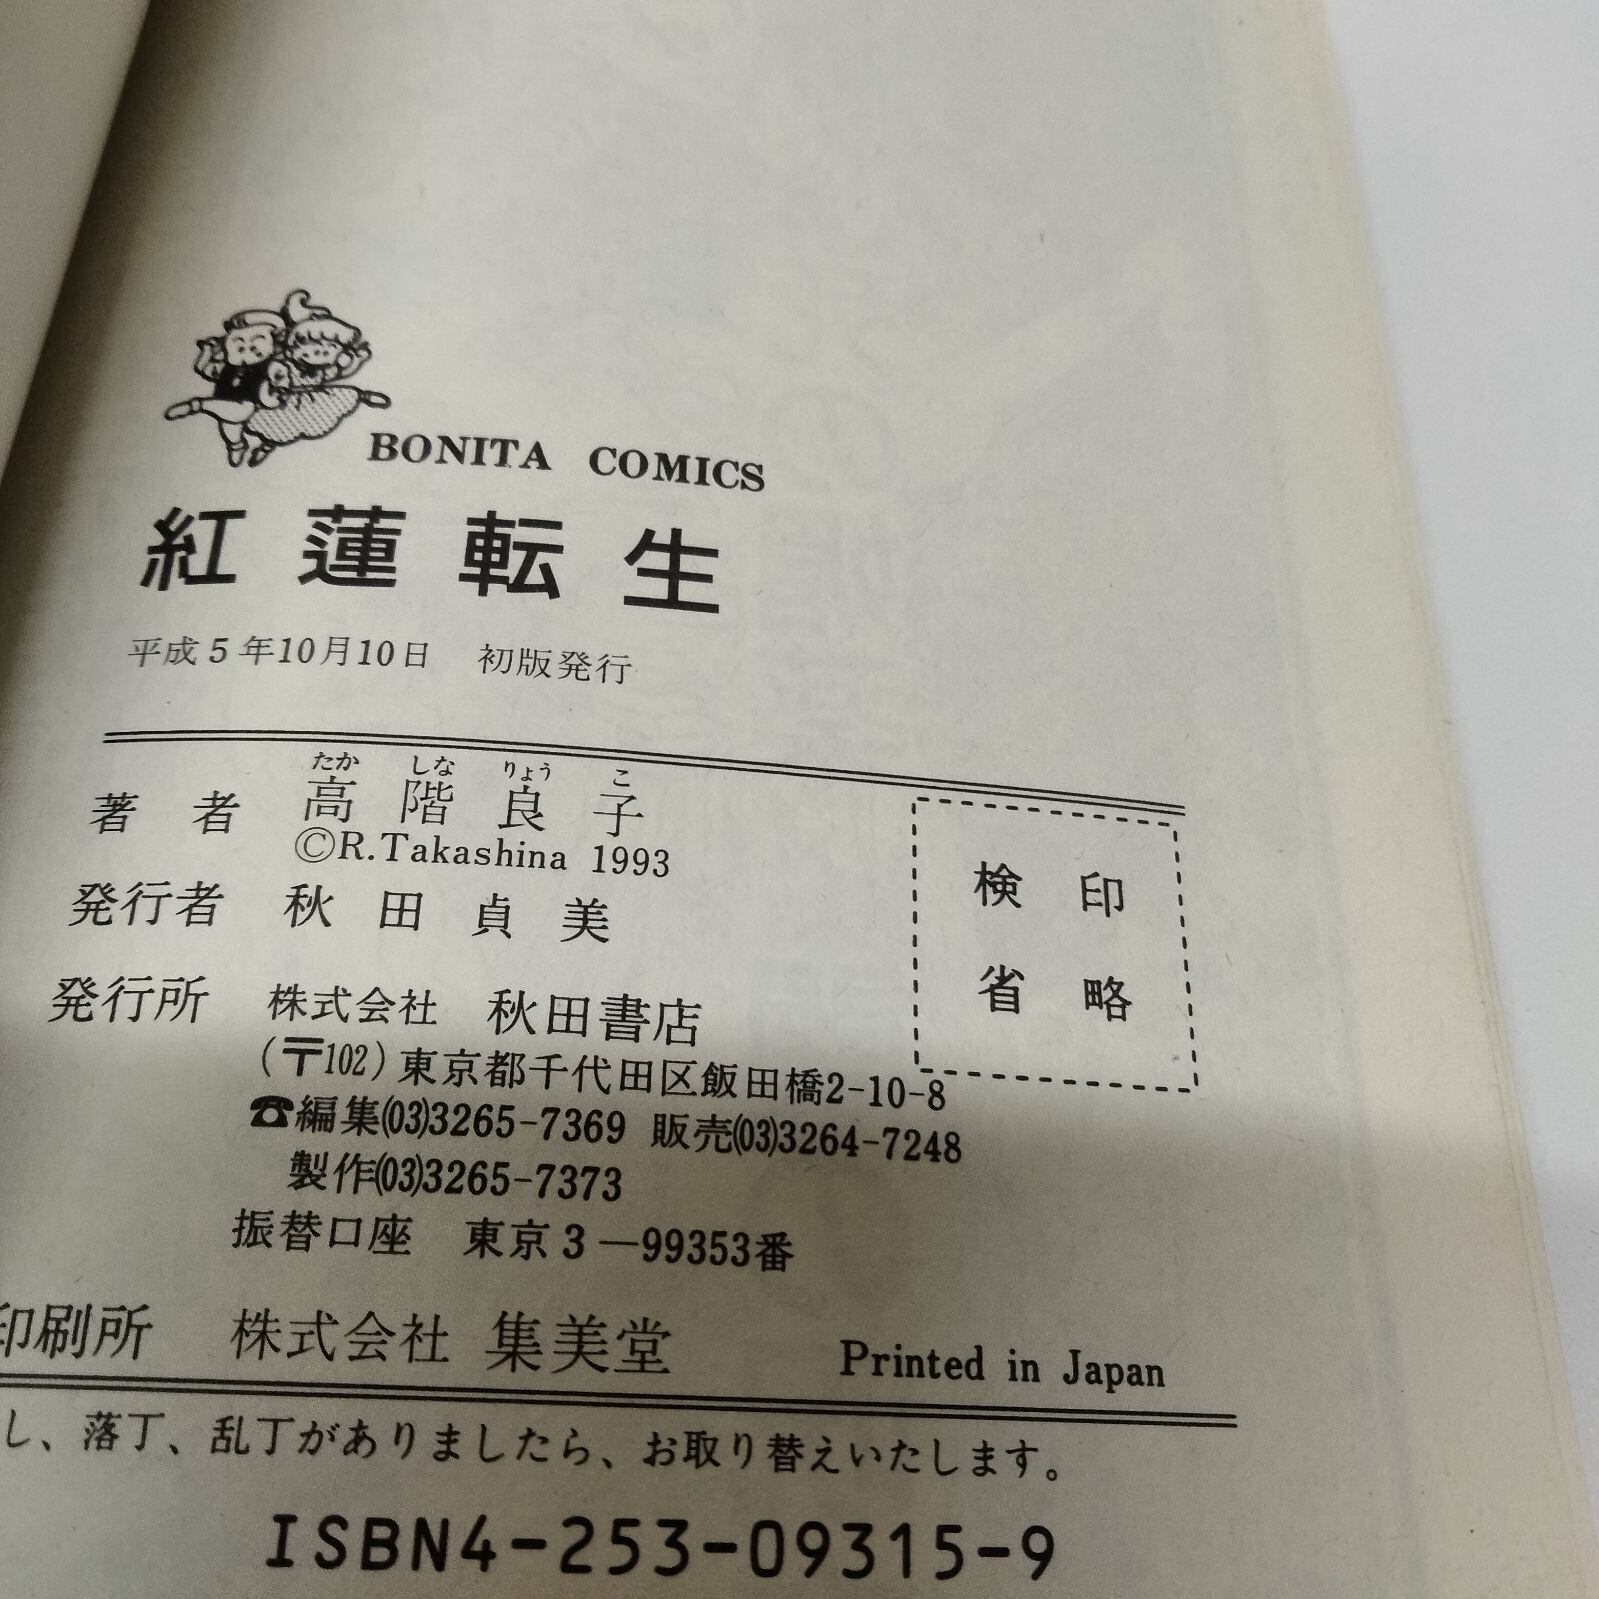 BONITA COMICS
紅蓮転生
平成5年10月10日 初版発行
たか しな りょう こ
著者 高階良子
©R.Takashina 1993
発行者 秋田貞美
発行所 株式会社 秋田書店
(〒102) 東京都千代田区飯田橋2-10-8
☎編集(03)3265-7369 販売(03)3264-7248
製作(03)3265-7373
振替口座 東京3-99353番
検印
省略
印刷所 株式会社 集美堂 Printed in Japan
し、落丁、乱丁がありましたら、お取り替えいたします。
ISBN4-253-09315-9